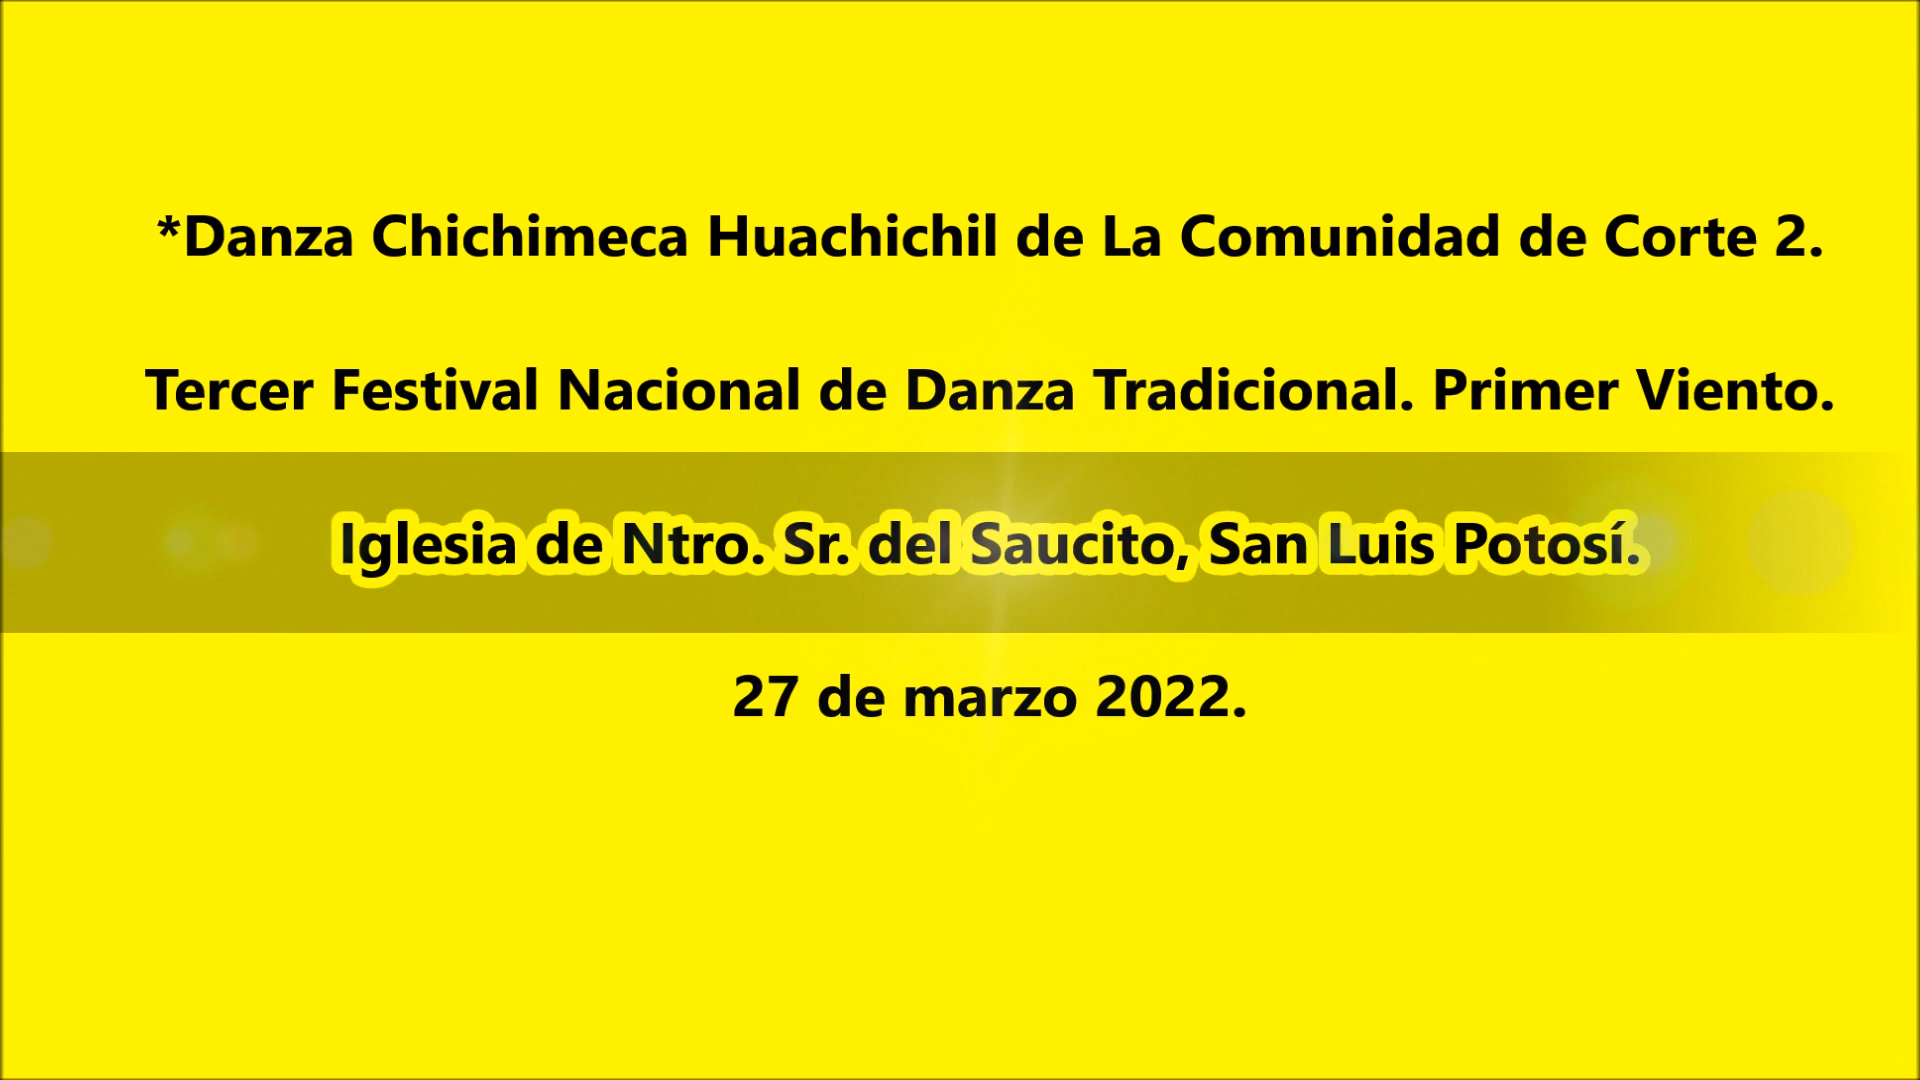 *Danza Chichimeca Huachichil de La Comunidad de Corte 2.
Tercer Festival Nacional de Danza Tradicional. Primer Viento.
Iglesia de Ntro. Sr. del Saucito, San Luis Potosí.
27 de marzo 2022.